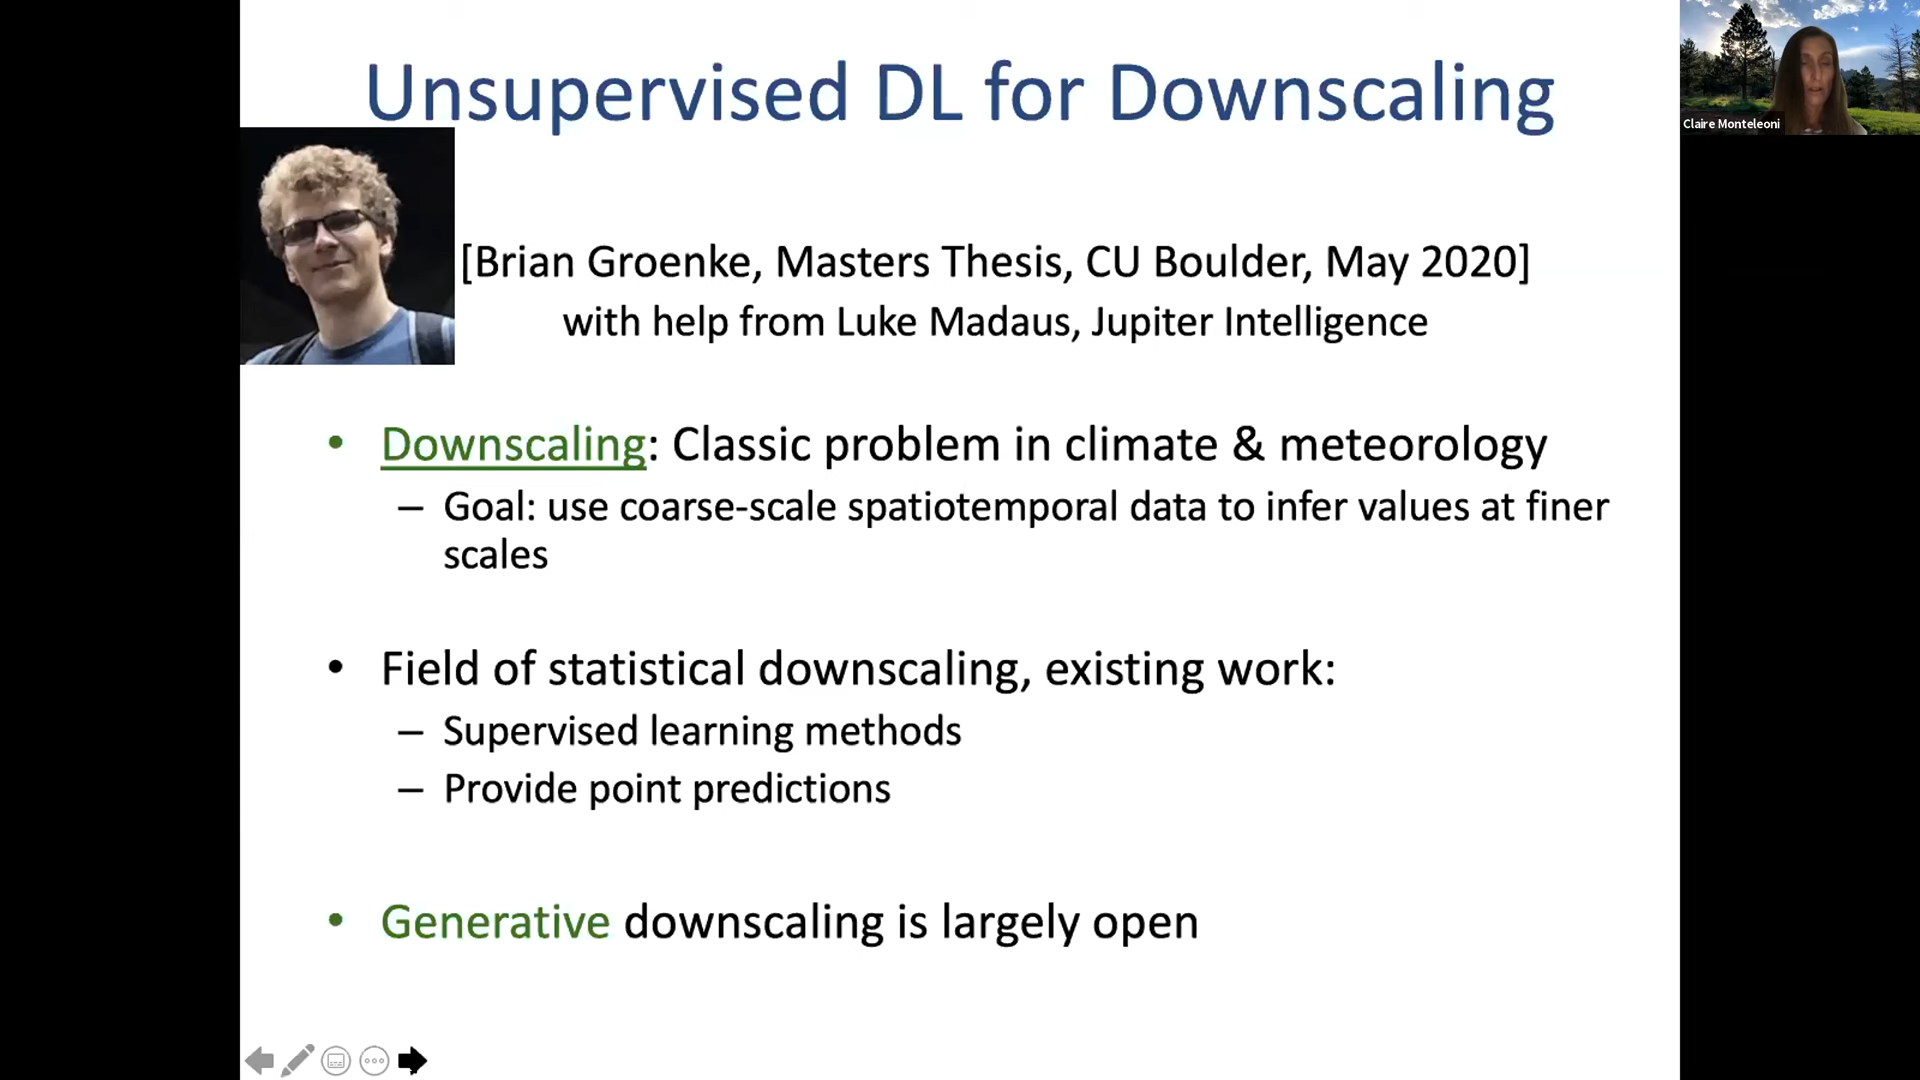 Unsupervised DL for Downscaling
Claire Monteleoni
[Brian Groenke, Masters Thesis, CU Boulder, May 2020]
with help from Luke Madaus, Jupiter Intelligence
• Downscaling: Classic problem in climate & meteorology
– Goal: use coarse-scale spatiotemporal data to infer values at finer
scales
• Field of statistical downscaling, existing work:
– Supervised learning methods
– Provide point predictions
• Generative downscaling is largely open